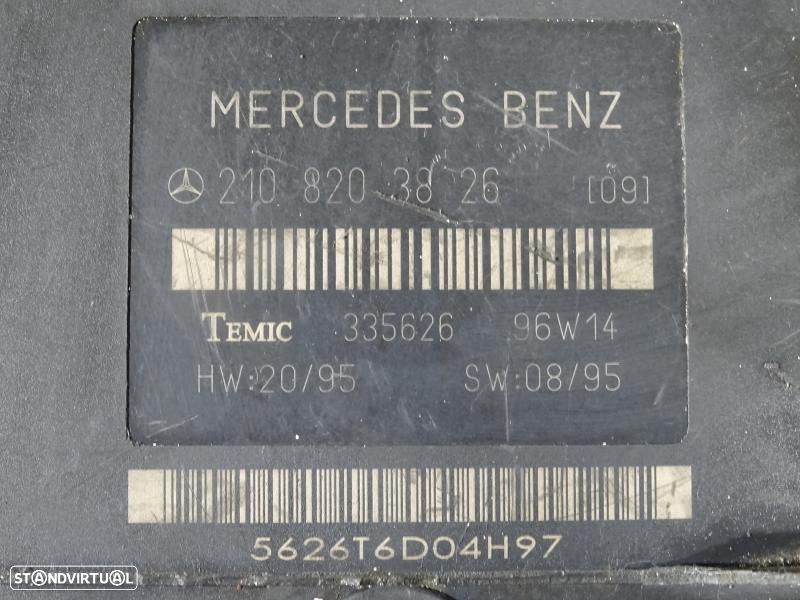 MERCEDES BENZ
210 820 38 26 [09]
TEMIC 335626 96W14
HW:20/95 SW:08/95
5626T6D04H97
STANDVIRTUAL